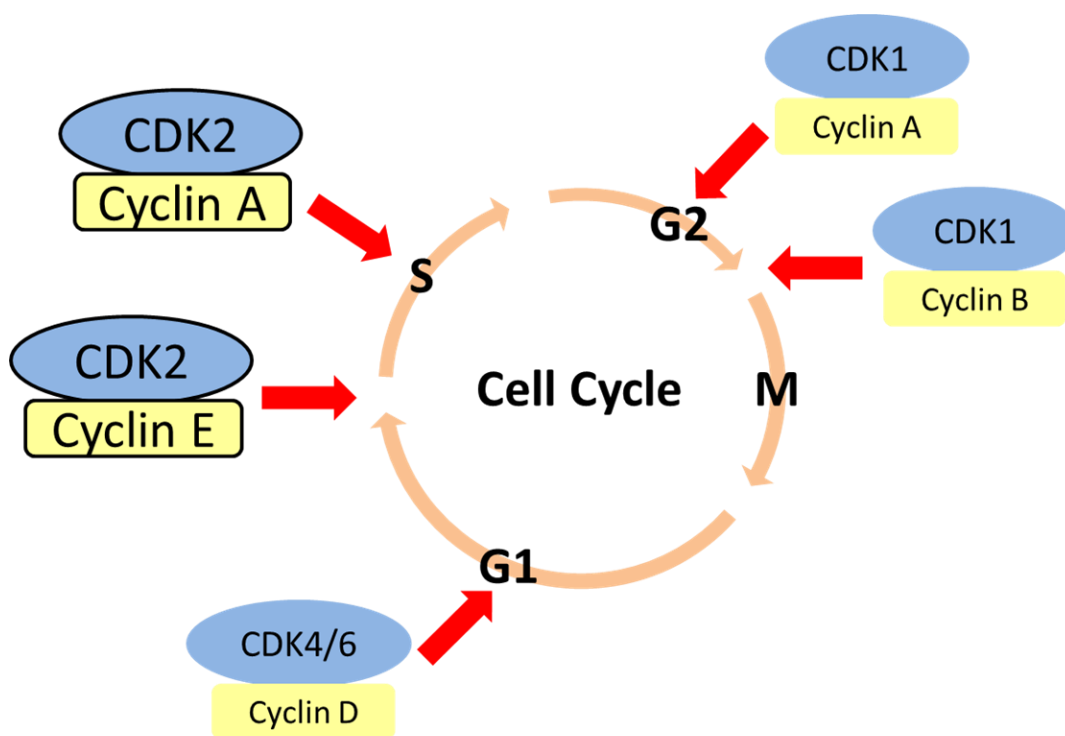 CDK1
Cyclin A
CDK2
Cyclin A
G2
CDK1
Cyclin B
S
CDK2
Cyclin E
Cell Cycle
M
G1
CDK4/6
Cyclin D